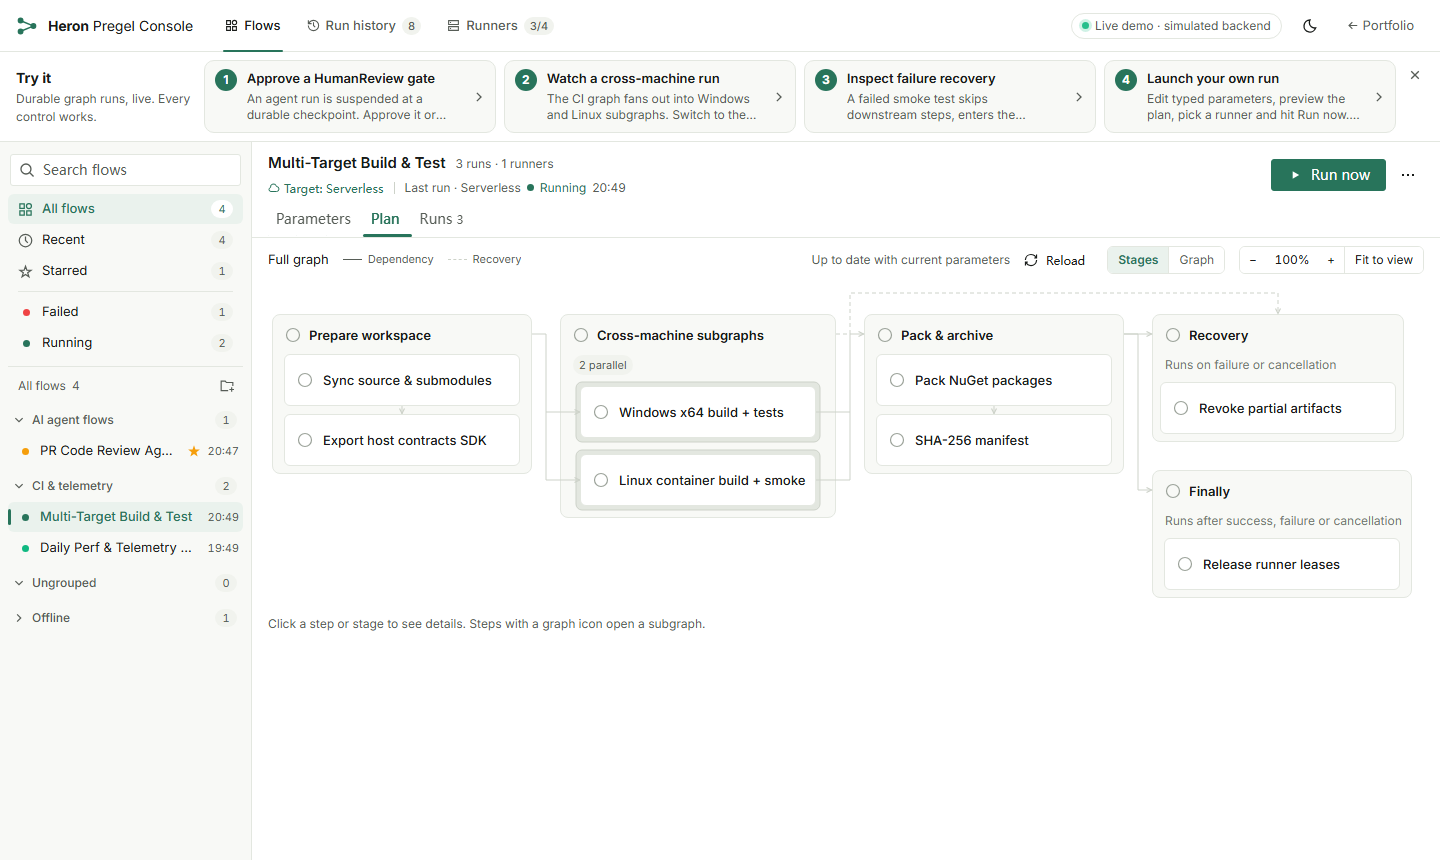 Heron Pregel Console
Flows
Run history 8
Runners 3/4
Live demo · simulated backend
← Portfolio
Try it
Durable graph runs, live. Every
control works.
1 Approve a HumanReview gate
An agent run is suspended at a
durable checkpoint. Approve it or...
2 Watch a cross-machine run
The CI graph fans out into Windows
and Linux subgraphs. Switch to the...
3 Inspect failure recovery
A failed smoke test skips
downstream steps, enters the...
4 Launch your own run
Edit typed parameters, preview the
plan, pick a runner and hit Run now....
Search flows
All flows 4
Recent 4
Starred 1
Failed 1
Running 2
All flows 4
AI agent flows 1
PR Code Review Ag... 20:47
CI & telemetry 2
Multi-Target Build & Test 20:49
Daily Perf & Telemetry ... 19:49
Ungrouped 0
Offline 1
Multi-Target Build & Test 3 runs · 1 runners
Target: Serverless Last run · Serverless Running 20:49
Run now
Parameters Plan Runs 3
Full graph Dependency Recovery
Up to date with current parameters Reload Stages Graph − 100% + Fit to view
Prepare workspace
Sync source & submodules
Export host contracts SDK
Cross-machine subgraphs
2 parallel
Windows x64 build + tests
Linux container build + smoke
Pack & archive
Pack NuGet packages
SHA-256 manifest
Recovery
Runs on failure or cancellation
Revoke partial artifacts
Finally
Runs after success, failure or cancellation
Release runner leases
Click a step or stage to see details. Steps with a graph icon open a subgraph.